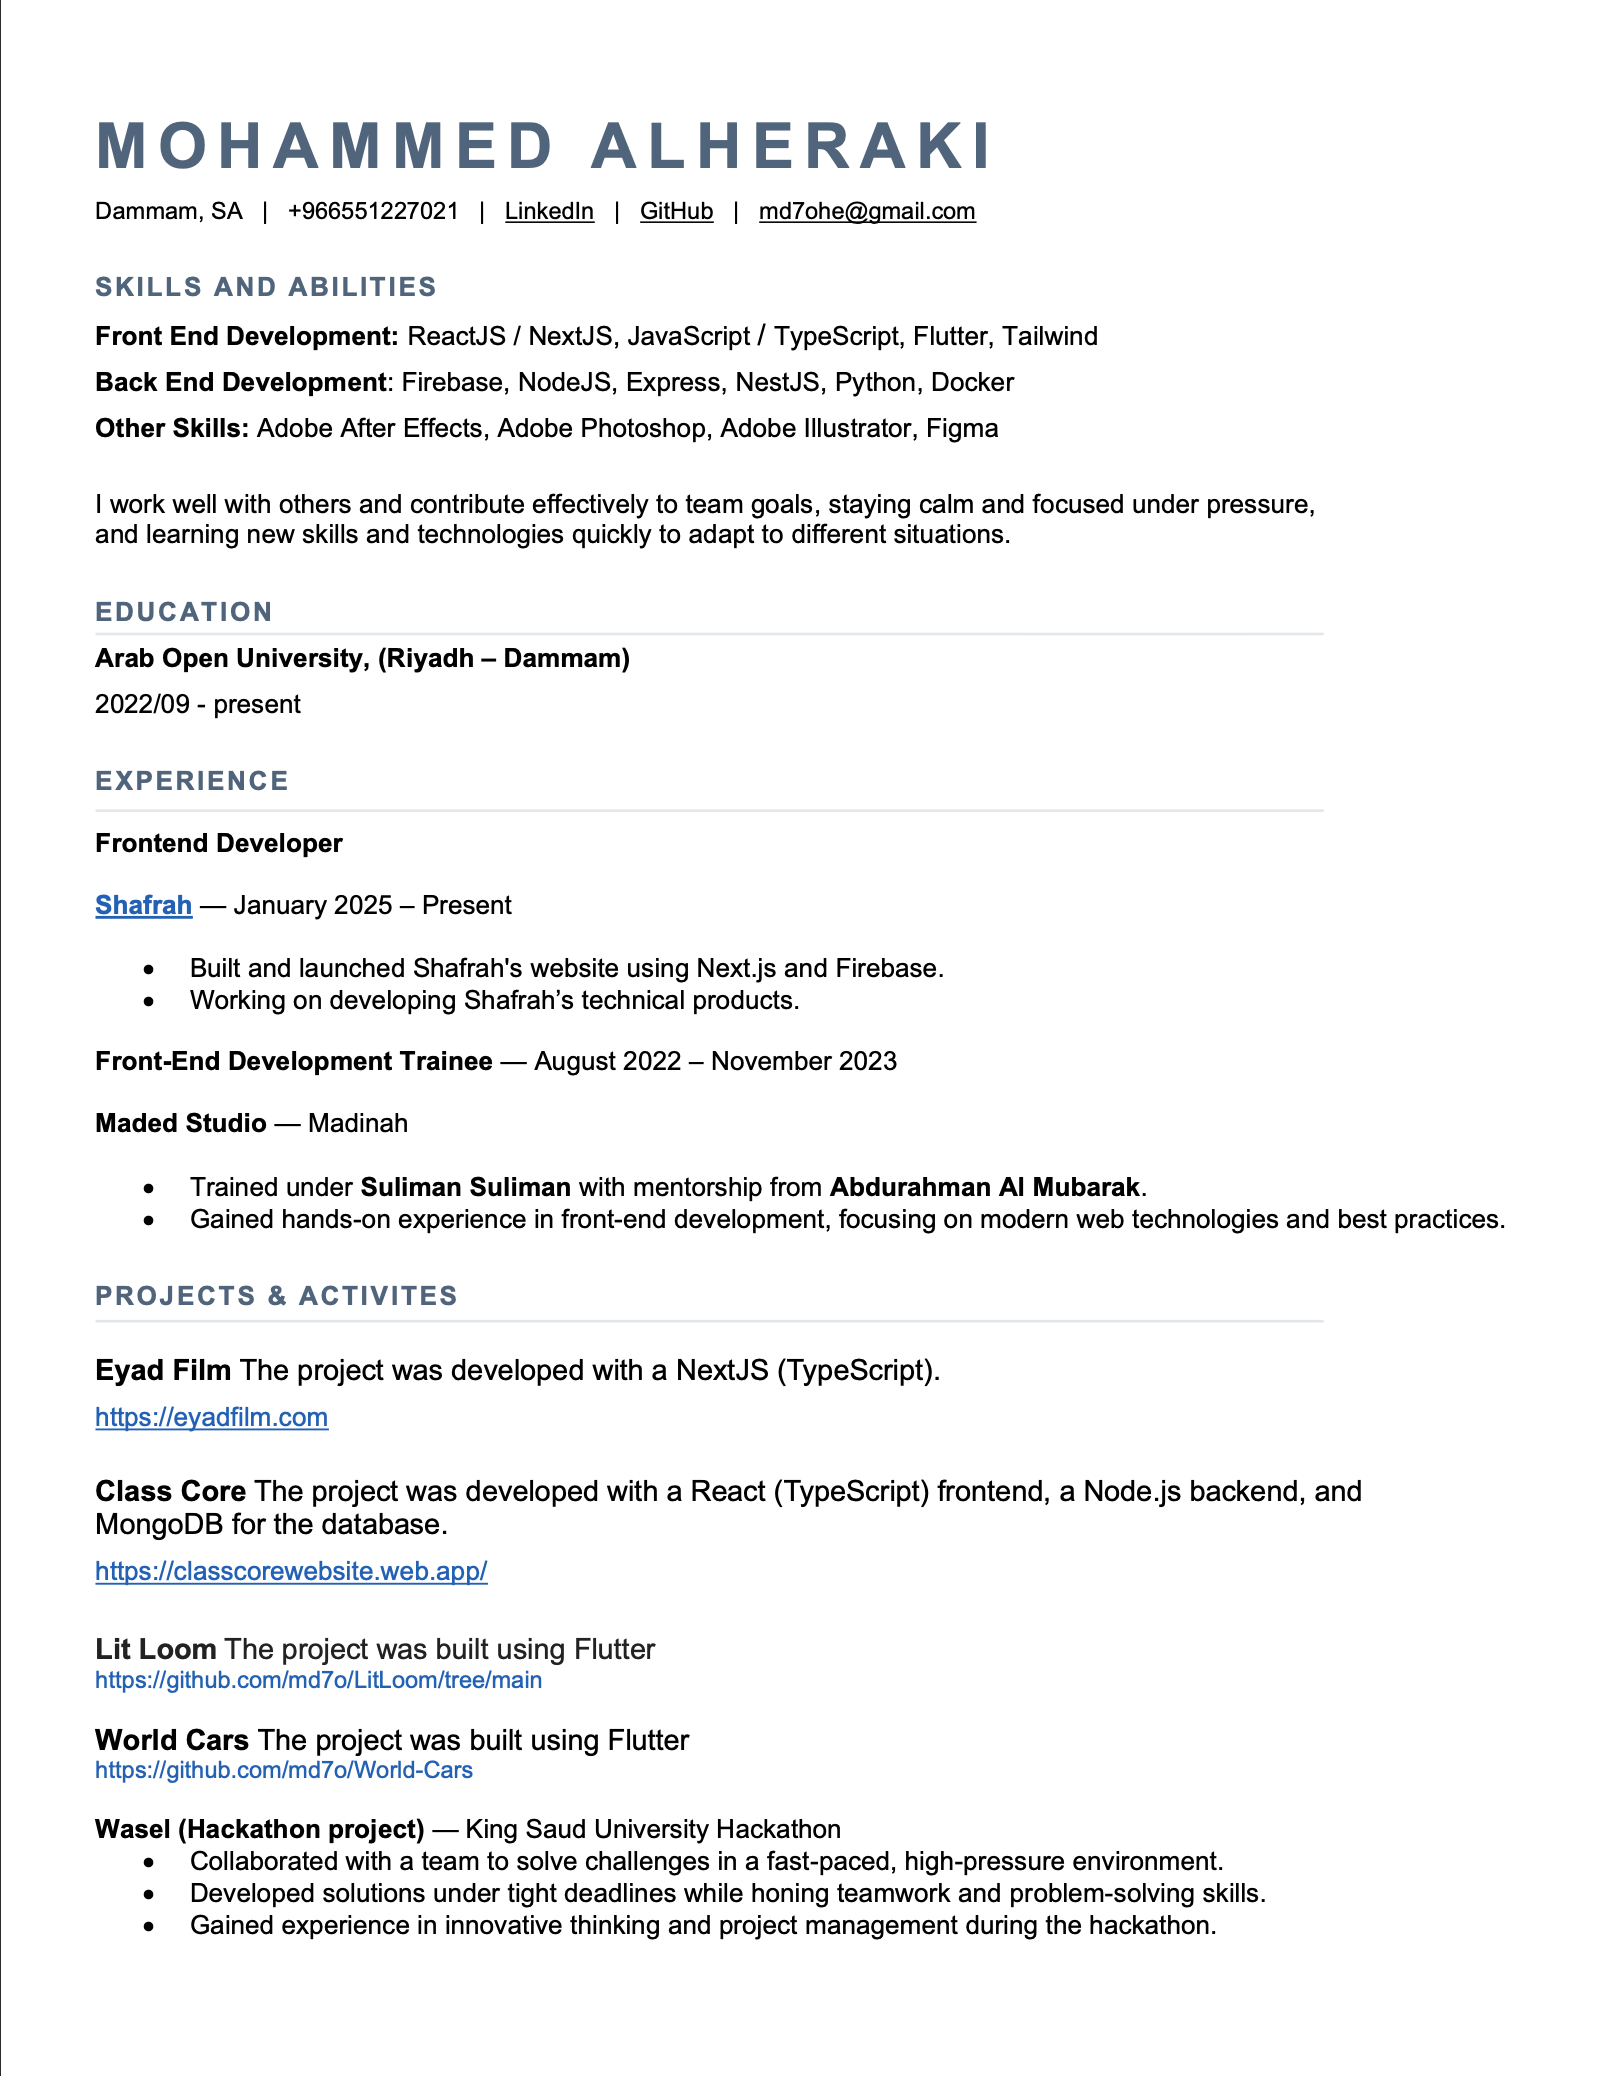 MOHAMMED ALHERAKI
Dammam, SA | +966551227021 | LinkedIn | GitHub | md7ohe@gmail.com
SKILLS AND ABILITIES
Front End Development: ReactJS / NextJS, JavaScript / TypeScript, Flutter, Tailwind
Back End Development: Firebase, NodeJS, Express, NestJS, Python, Docker
Other Skills: Adobe After Effects, Adobe Photoshop, Adobe Illustrator, Figma
I work well with others and contribute effectively to team goals, staying calm and focused under pressure,
and learning new skills and technologies quickly to adapt to different situations.
EDUCATION
Arab Open University, (Riyadh – Dammam)
2022/09 - present
EXPERIENCE
Frontend Developer
Shafrah — January 2025 – Present
• Built and launched Shafrah's website using Next.js and Firebase.
• Working on developing Shafrah’s technical products.
Front-End Development Trainee — August 2022 – November 2023
Maded Studio — Madinah
• Trained under Suliman Suliman with mentorship from Abdurahman Al Mubarak.
• Gained hands-on experience in front-end development, focusing on modern web technologies and best practices.
PROJECTS & ACTIVITES
Eyad Film The project was developed with a NextJS (TypeScript).
https://eyadfilm.com
Class Core The project was developed with a React (TypeScript) frontend, a Node.js backend, and
MongoDB for the database.
https://classcorewebsite.web.app/
Lit Loom The project was built using Flutter
https://github.com/md7o/LitLoom/tree/main
World Cars The project was built using Flutter
https://github.com/md7o/World-Cars
Wasel (Hackathon project) — King Saud University Hackathon
• Collaborated with a team to solve challenges in a fast-paced, high-pressure environment.
• Developed solutions under tight deadlines while honing teamwork and problem-solving skills.
• Gained experience in innovative thinking and project management during the hackathon.